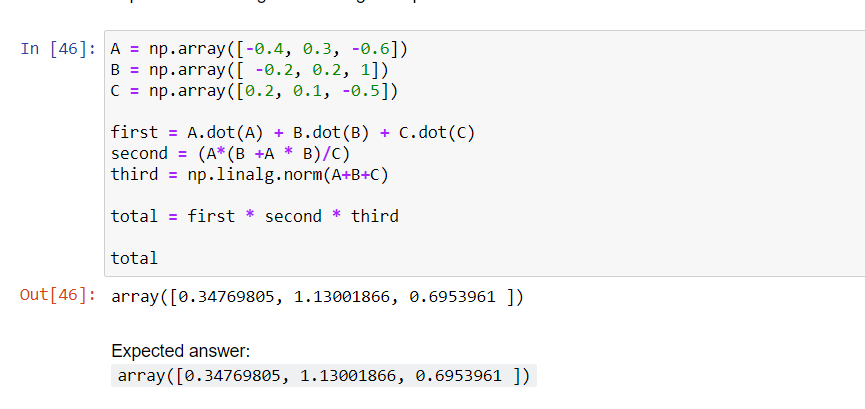 In [46]: A = np.array([-0.4, 0.3, -0.6])
B = np.array([ -0.2, 0.2, 1])
C = np.array([0.2, 0.1, -0.5])
first = A.dot(A) + B.dot(B) + C.dot(C)
second = (A*(B +A * B)/C)
third = np.linalg.norm(A+B+C)
total = first * second * third
total
Out[46]: array([0.34769805, 1.13001866, 0.6953961 ])
Expected answer:
array([0.34769805, 1.13001866, 0.6953961 ])